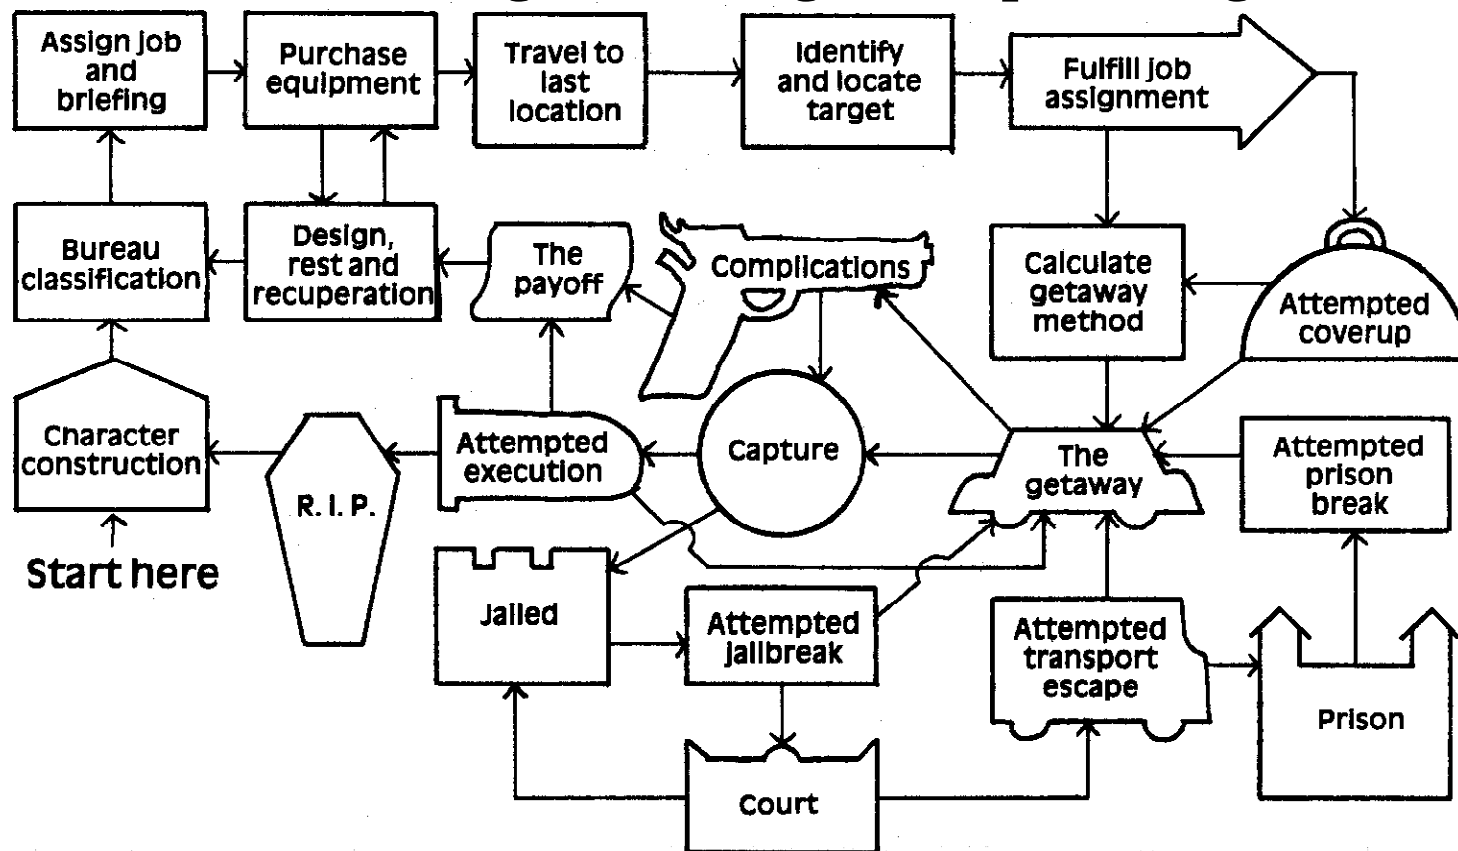 Assign job
and
briefing
Purchase
equipment
Travel to
last
location
Identify
and locate
target
Fulfill job
assignment
Bureau
classification
Design,
rest and
recuperation
The
payoff
Complications
Calculate
getaway
method
Attempted
coverup
Character
construction
R. I. P.
Attempted
execution
Capture
The
getaway
Attempted
prison
break
Start here
Jailed
Attempted
jailbreak
Attempted
transport
escape
Prison
Court